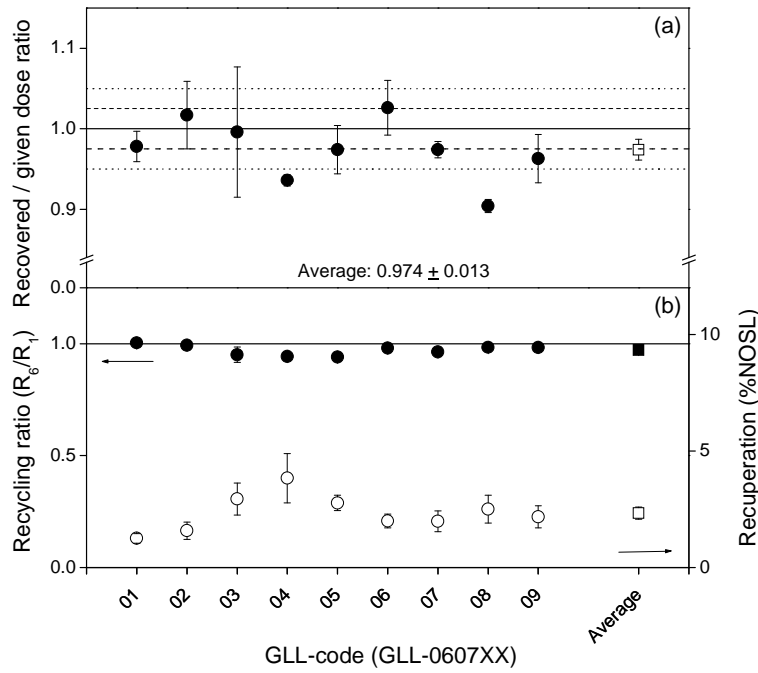 (a)
Recovered / given dose ratio
1.1
1.0
0.9
0.0
Average: 0.974 ± 0.013
(b)
Recycling ratio (R6/R1)
1.0
0.5
0.0
10
5
0
Recuperation (%NOSL)
01 02 03 04 05 06 07 08 09 Average
GLL-code (GLL-0607XX)